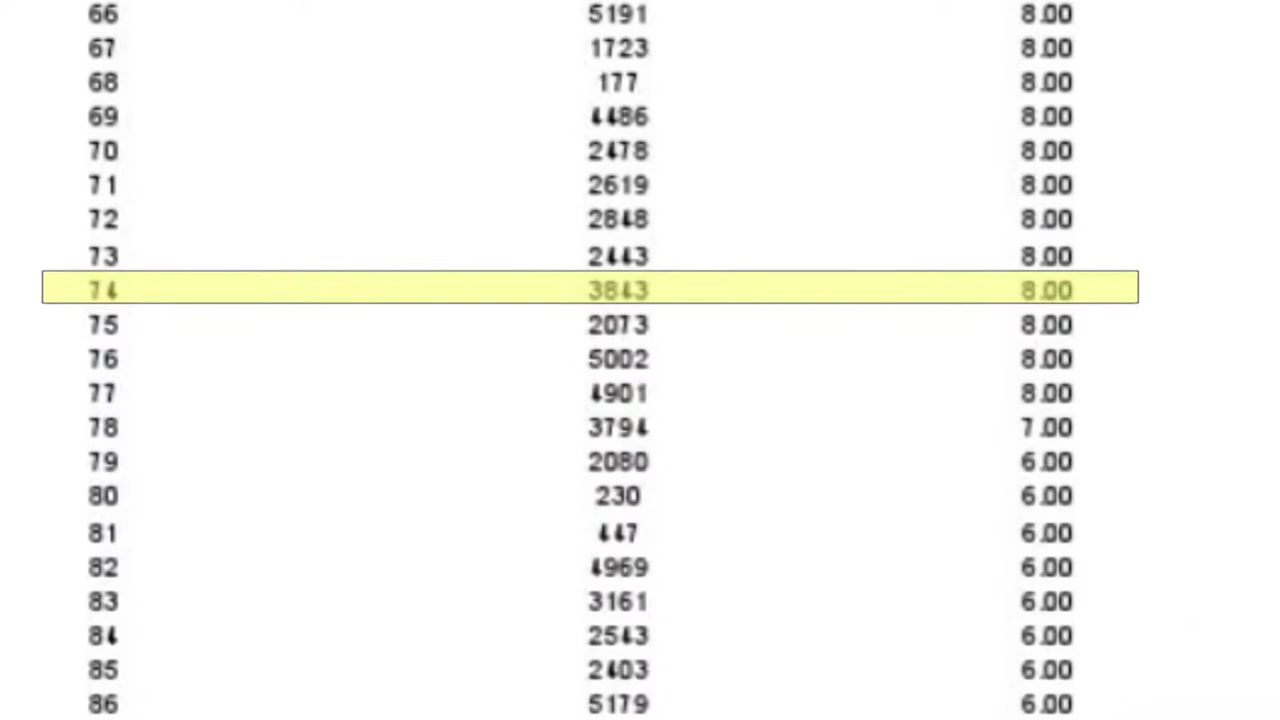 66 5191 8.00
67 1723 8.00
68 177 8.00
69 4486 8.00
70 2478 8.00
71 2619 8.00
72 2848 8.00
73 2443 8.00
74 3843 8.00
75 2073 8.00
76 5002 8.00
77 4901 8.00
78 3794 7.00
79 2080 6.00
80 230 6.00
81 447 6.00
82 4969 6.00
83 3161 6.00
84 2543 6.00
85 2403 6.00
86 5179 6.00